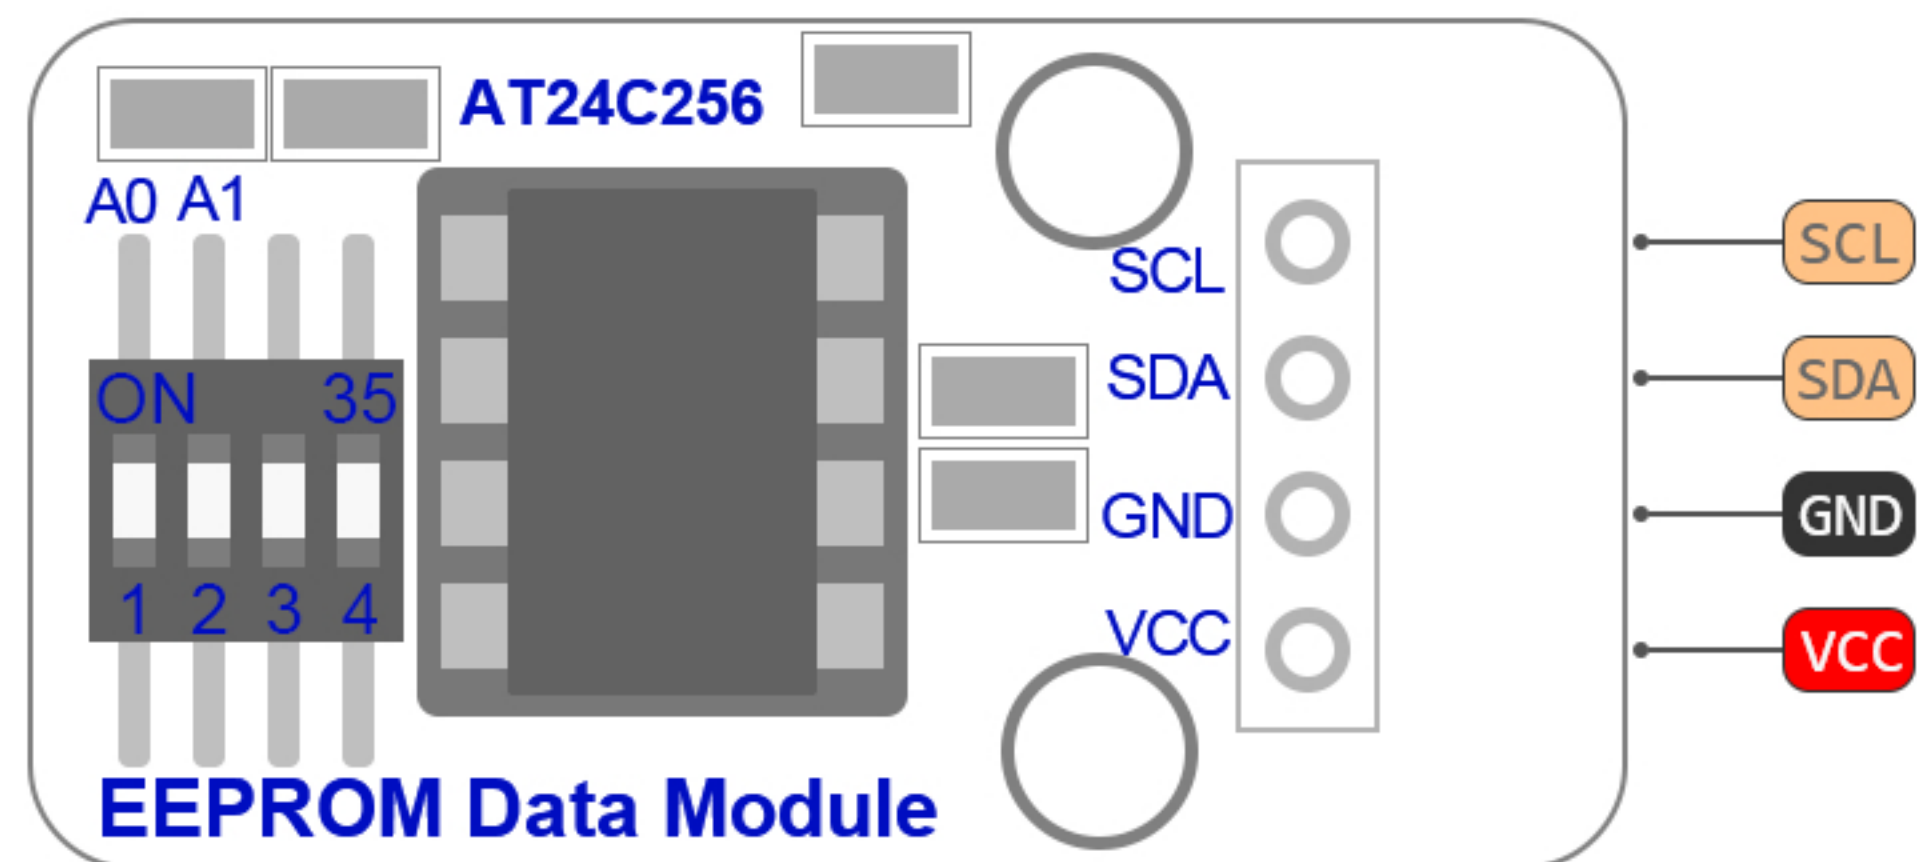 AT24C256
A0 A1
ON 35
1 2 3 4
SCL
SDA
GND
VCC
SCL
SDA
GND
VCC
EEPROM Data Module